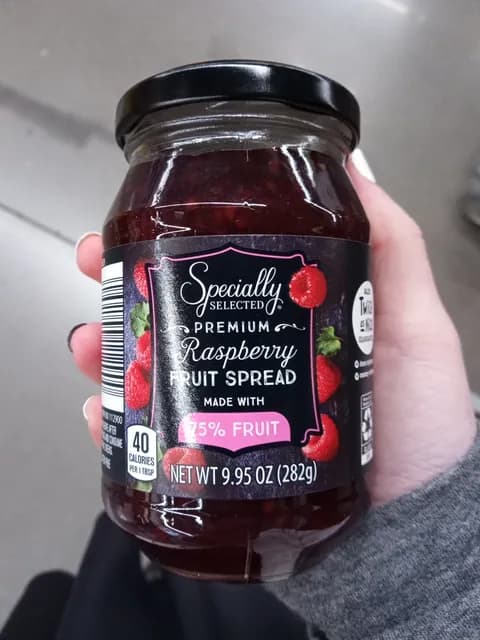 Specially
SELECTED®
PREMIUM
Raspberry
FRUIT SPREAD
MADE WITH
75% FRUIT
40
CALORIES
PER 1 TBSP
NET WT 9.95 OZ (282g)